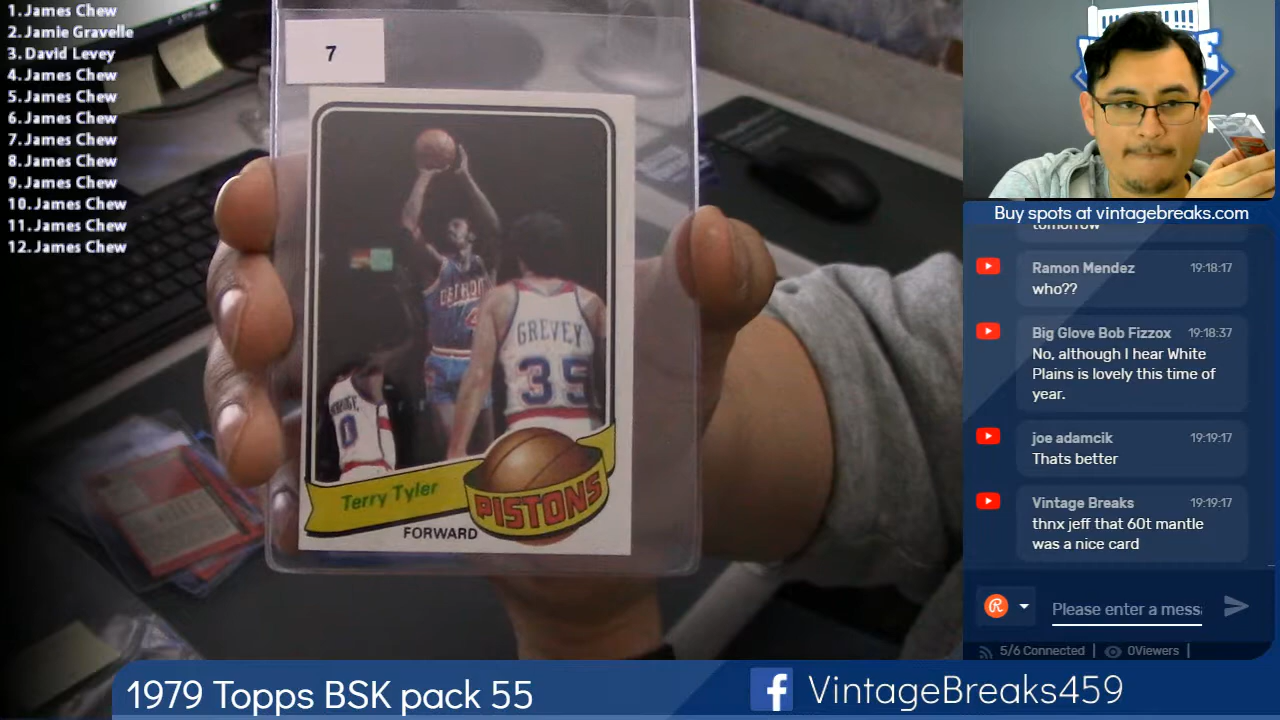 1. James Chew
2. Jamie Gravelle
3. David Levey
4. James Chew
5. James Chew
6. James Chew
7. James Chew
8. James Chew
9. James Chew
10. James Chew
11. James Chew
12. James Chew
7
DETROIT
GREVEY
35
0
Terry Tyler
PISTONS
FORWARD
Buy spots at vintagebreaks.com
tomorrow
Ramon Mendez 19:18:17
who??
Big Glove Bob Fizzox 19:18:37
No, although I hear White
Plains is lovely this time of
year.
joe adamcik 19:19:17
Thats better
Vintage Breaks 19:19:17
thnx jeff that 60t mantle
was a nice card
Please enter a messa
5/6 Connected | 0Viewers |
1979 Topps BSK pack 55
f VintageBreaks459